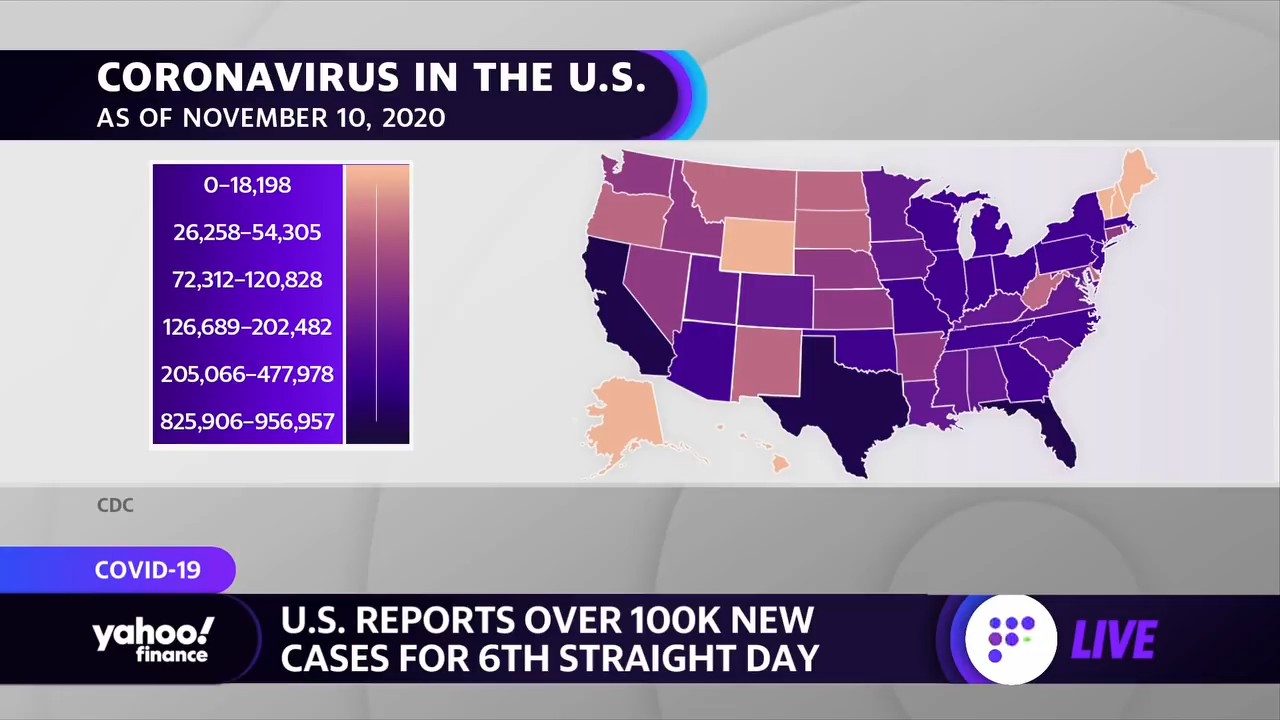 CORONAVIRUS IN THE U.S.
AS OF NOVEMBER 10, 2020
0–18,198
26,258–54,305
72,312–120,828
126,689–202,482
205,066–477,978
825,906–956,957
CDC
COVID-19
yahoo!
finance
U.S. REPORTS OVER 100K NEW
CASES FOR 6TH STRAIGHT DAY
LIVE